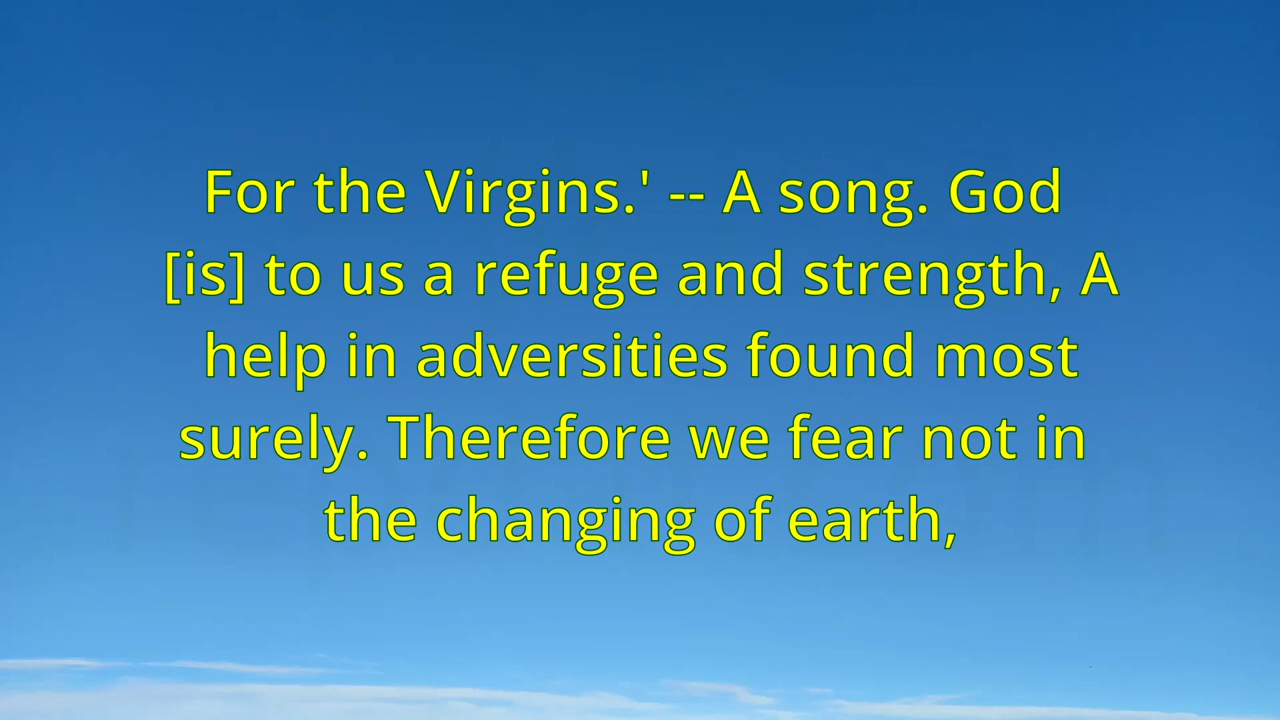 For the Virgins.' -- A song. God
[is] to us a refuge and strength, A
help in adversities found most
surely. Therefore we fear not in
the changing of earth,